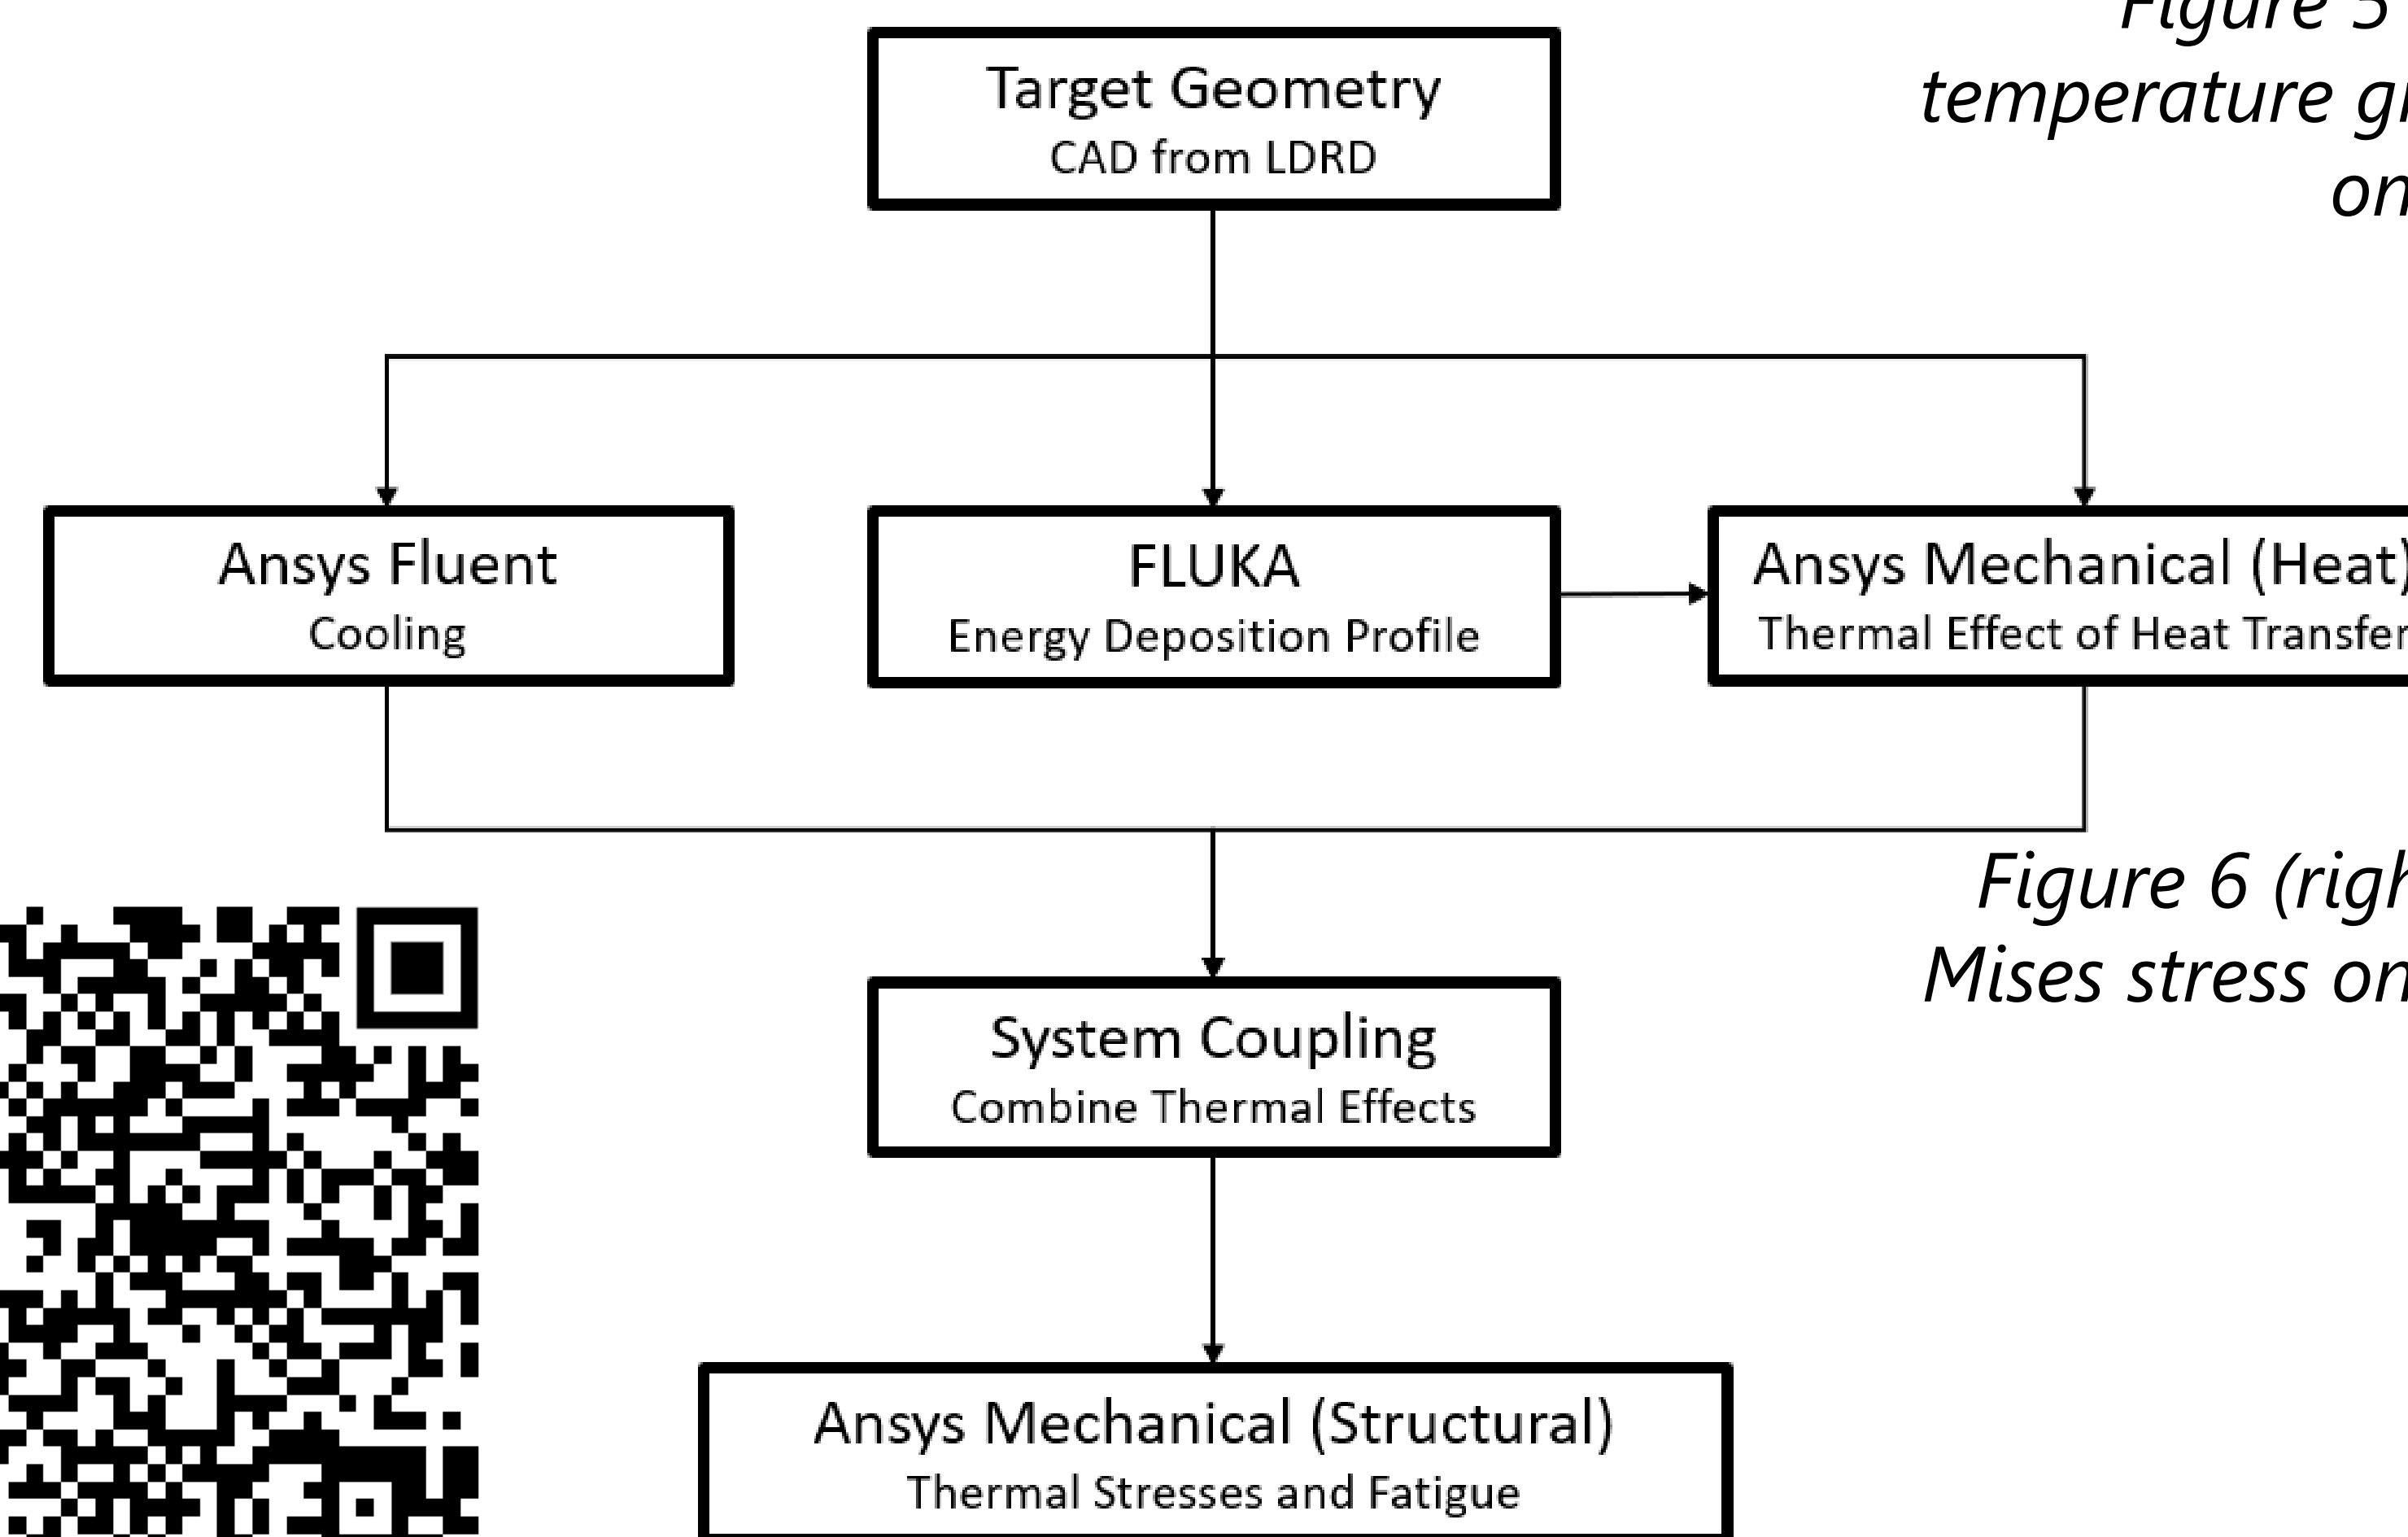 Figure 5
temperature
on
Target Geometry
CAD from LDRD
Ansys Fluent
Cooling
FLUKA
Energy Deposition Profile
Ansys Mechanical (Heat)
Thermal Effect of Heat Transfer
System Coupling
Combine Thermal Effects
Figure 6
Mises stress on
Ansys Mechanical (Structural)
Thermal Stresses and Fatigue